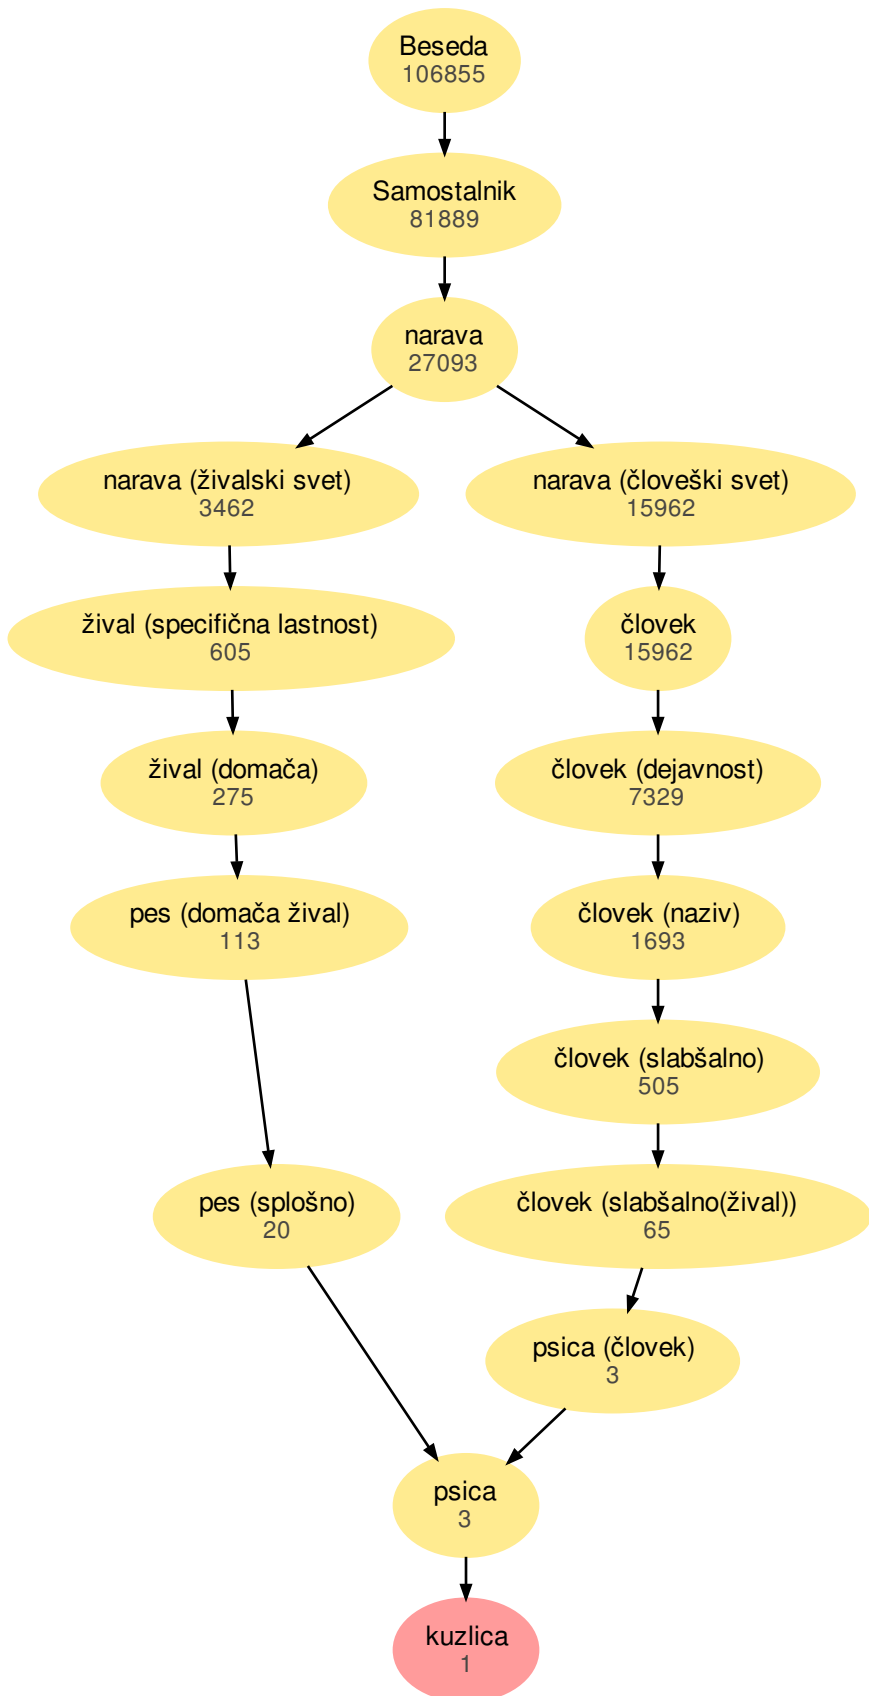 Beseda
106855
Samostalnik
81889
narava
27093
narava (živalski svet)
3462
narava (človeški svet)
15962
žival (specifična lastnost)
605
človek
15962
žival (domača)
275
človek (dejavnost)
7329
pes (domača žival)
113
človek (naziv)
1693
človek (slabšalno)
505
pes (splošno)
20
človek (slabšalno(žival))
65
psica (človek)
3
psica
3
kuzlica
1